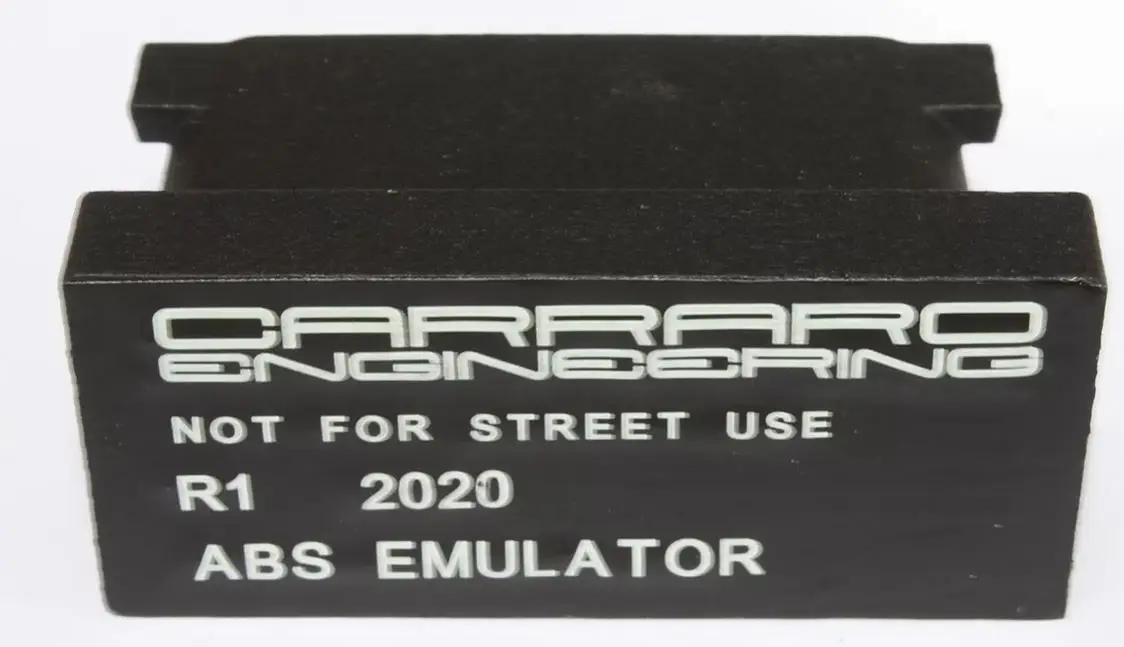 CARRARO
ENGINEERING
NOT FOR STREET USE
R1 2020
ABS EMULATOR